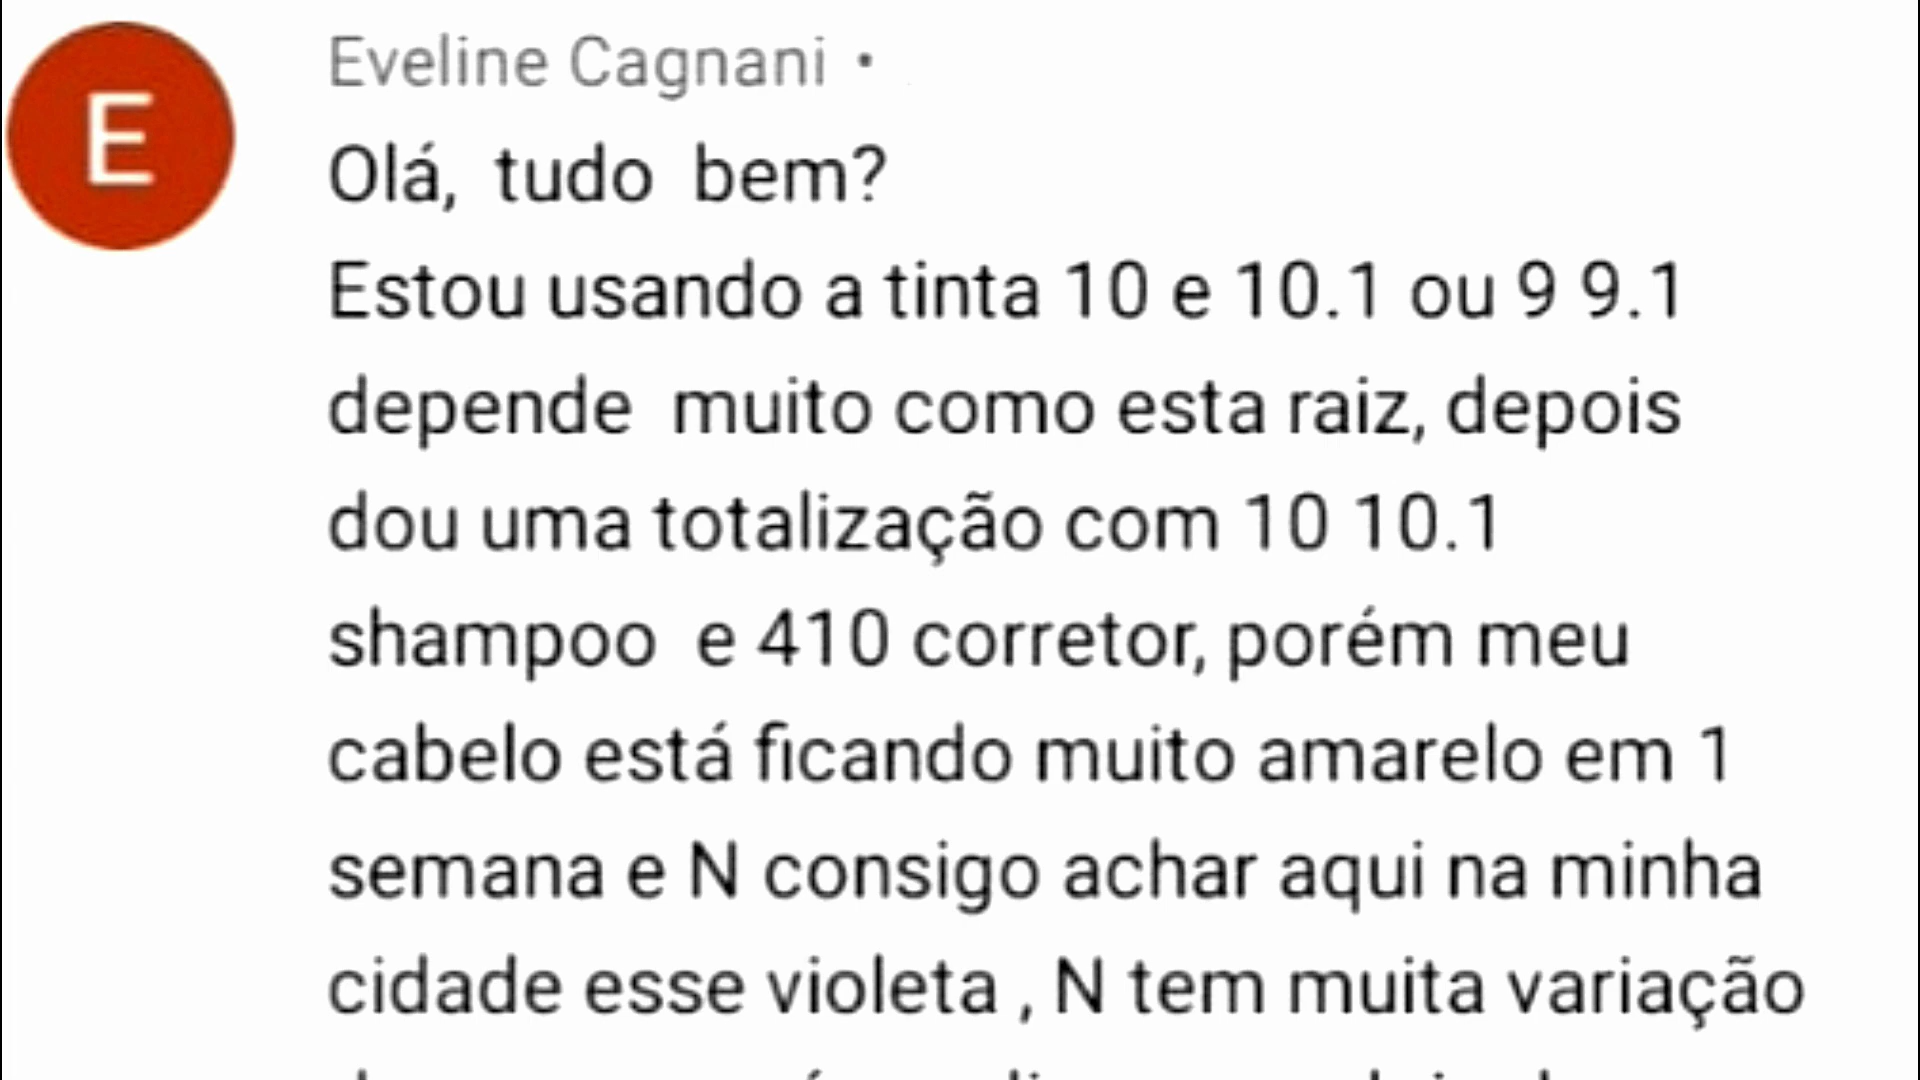 E
Eveline Cagnani •
Olá, tudo bem?
Estou usando a tinta 10 e 10.1 ou 9 9.1
depende muito como esta raiz, depois
dou uma totalização com 10 10.1
shampoo e 410 corretor, porém meu
cabelo está ficando muito amarelo em 1
semana e N consigo achar aqui na minha
cidade esse violeta , N tem muita variação